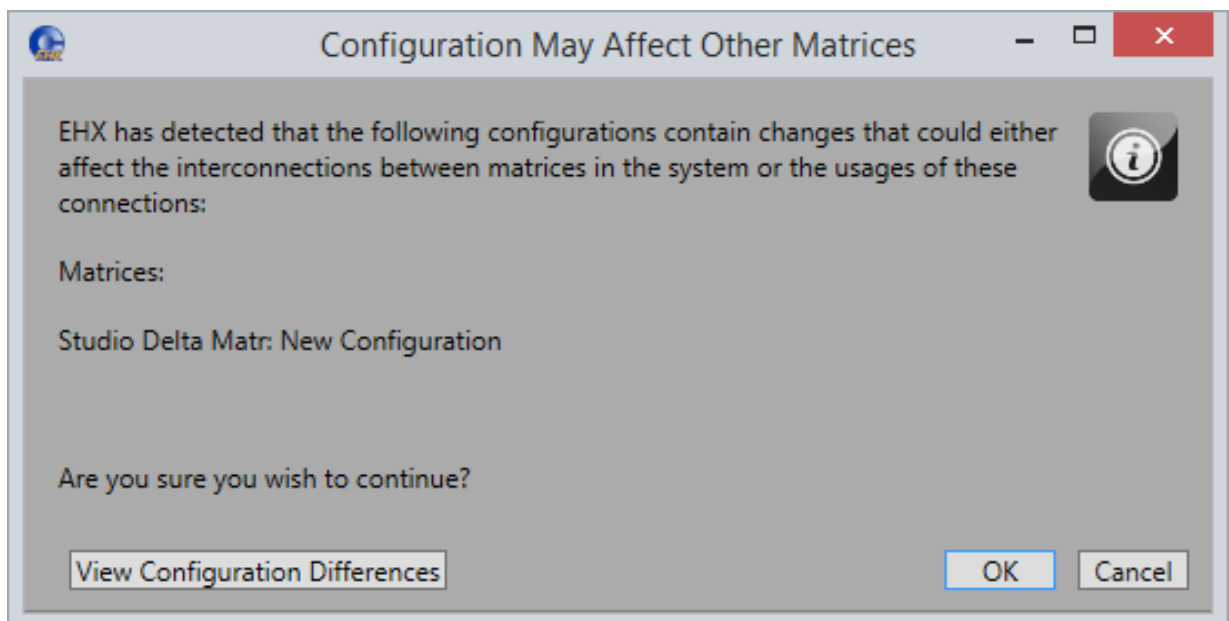 Configuration May Affect Other Matrices
EHX has detected that the following configurations contain changes that could either
affect the interconnections between matrices in the system or the usages of these
connections:
Matrices:
Studio Delta Matr: New Configuration
Are you sure you wish to continue?
View Configuration Differences
OK
Cancel